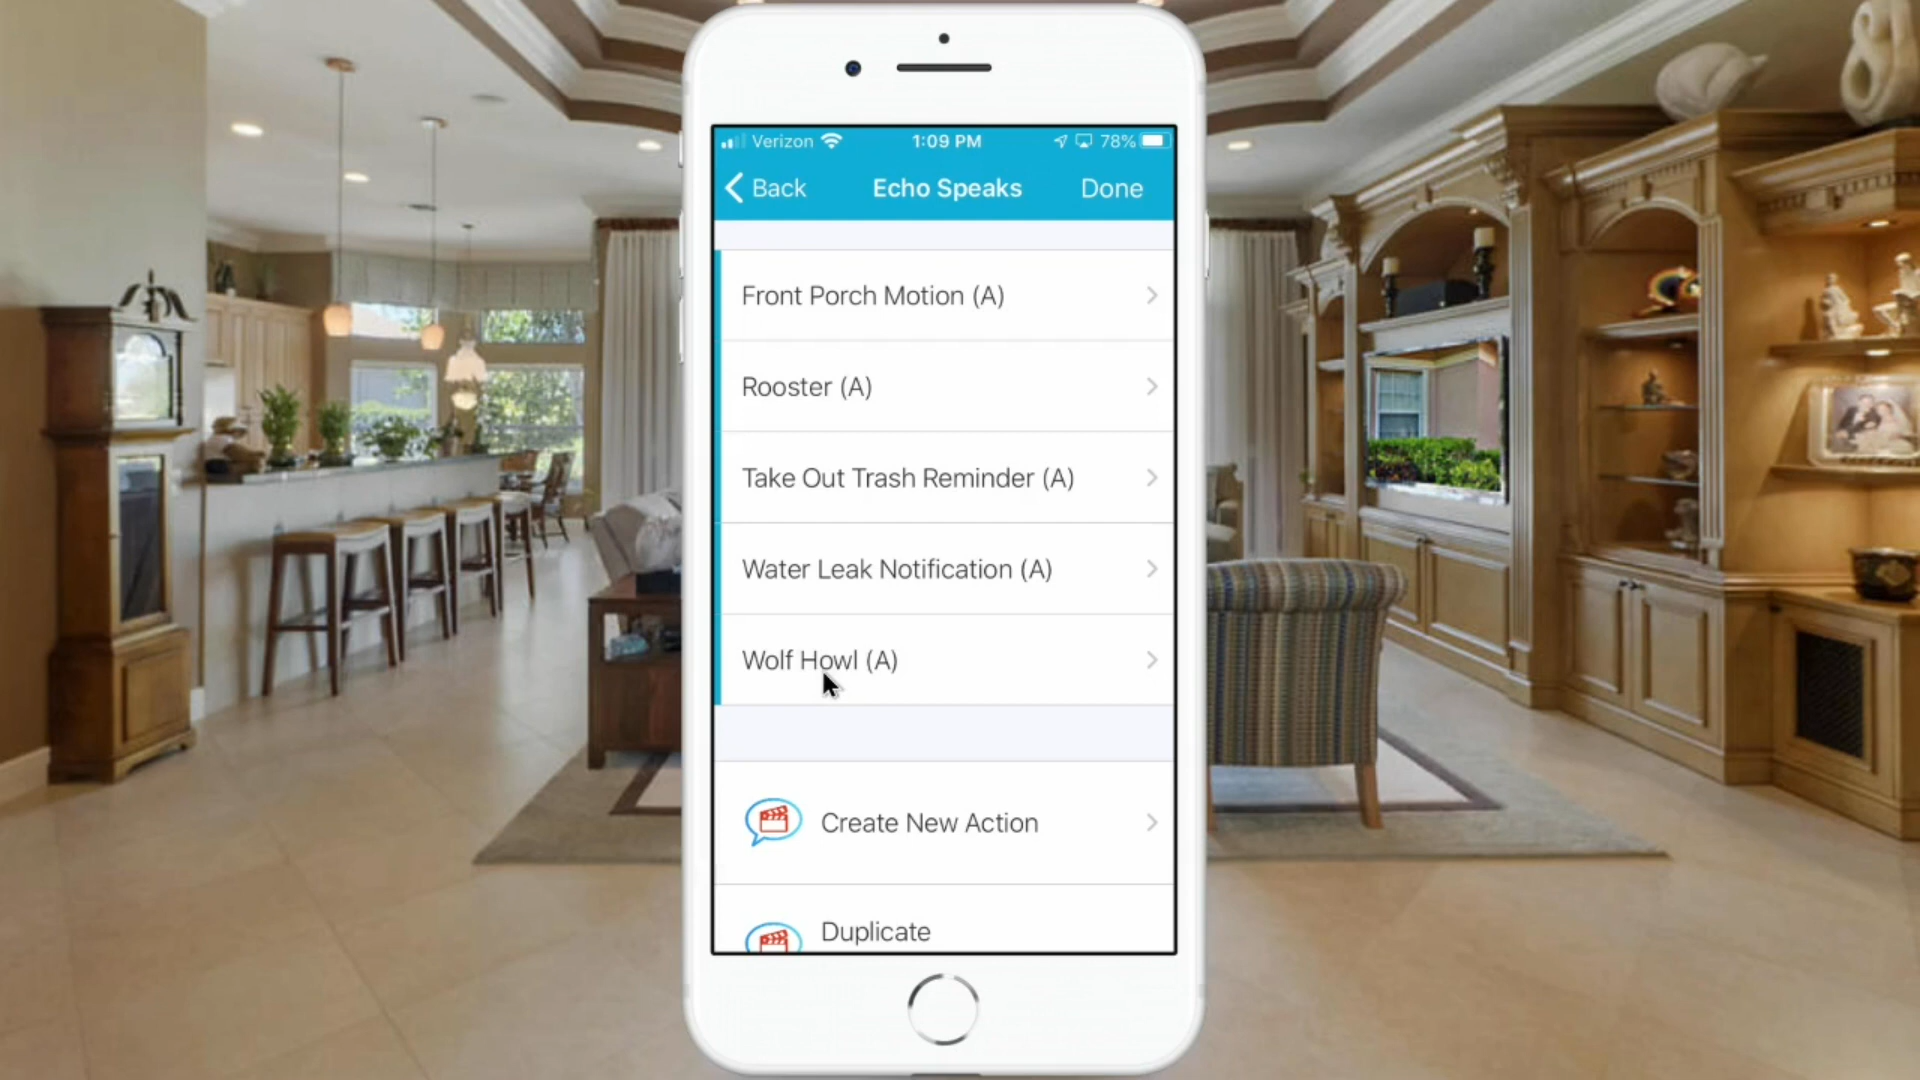 Verizon 1:09 PM 78%
Back Echo Speaks Done
Front Porch Motion (A)
Rooster (A)
Take Out Trash Reminder (A)
Water Leak Notification (A)
Wolf Howl (A)
Create New Action
Duplicate